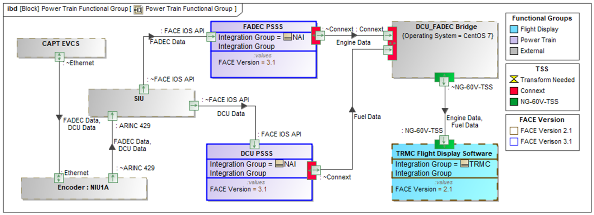 ibd [Block] Power Train Functional Group [ Power Train Functional Group ]
CAPT EVCS
~Ethernet
FADEC Data,
DCU Data
Ethernet
Encoder : NIU1A
SIU
: ARINC 429
FADEC Data,
DCU Data
~ARINC 429
: ~FACE IOS API
FADEC Data
: FACE IOS API
FADEC PSSS
Integration Group = NAI
Integration Group
values
FACE Version = 3.1
: ~FACE IOS API
DCU Data
: FACE IOS API
DCU PSSS
Integration Group = NAI
Integration Group
values
FACE Version = 3.1
: ~Connext
: Connext
Engine Data
Fuel Data
: ~Connext
DCU_FADEC Bridge
{Operating System = CentOS 7}
: ~NG-60V-TSS
Engine Data,
Fuel Data
: NG-60V-TSS
TRMC Flight Display Software
Integration Group = TRMC
Integration Group
values
FACE Version = 2.1
Functional Groups
Flight Display
Power Train
External
TSS
Transform Needed
Connext
NG-60V-TSS
FACE Version
FACE Version 2.1
FACE Version 3.1